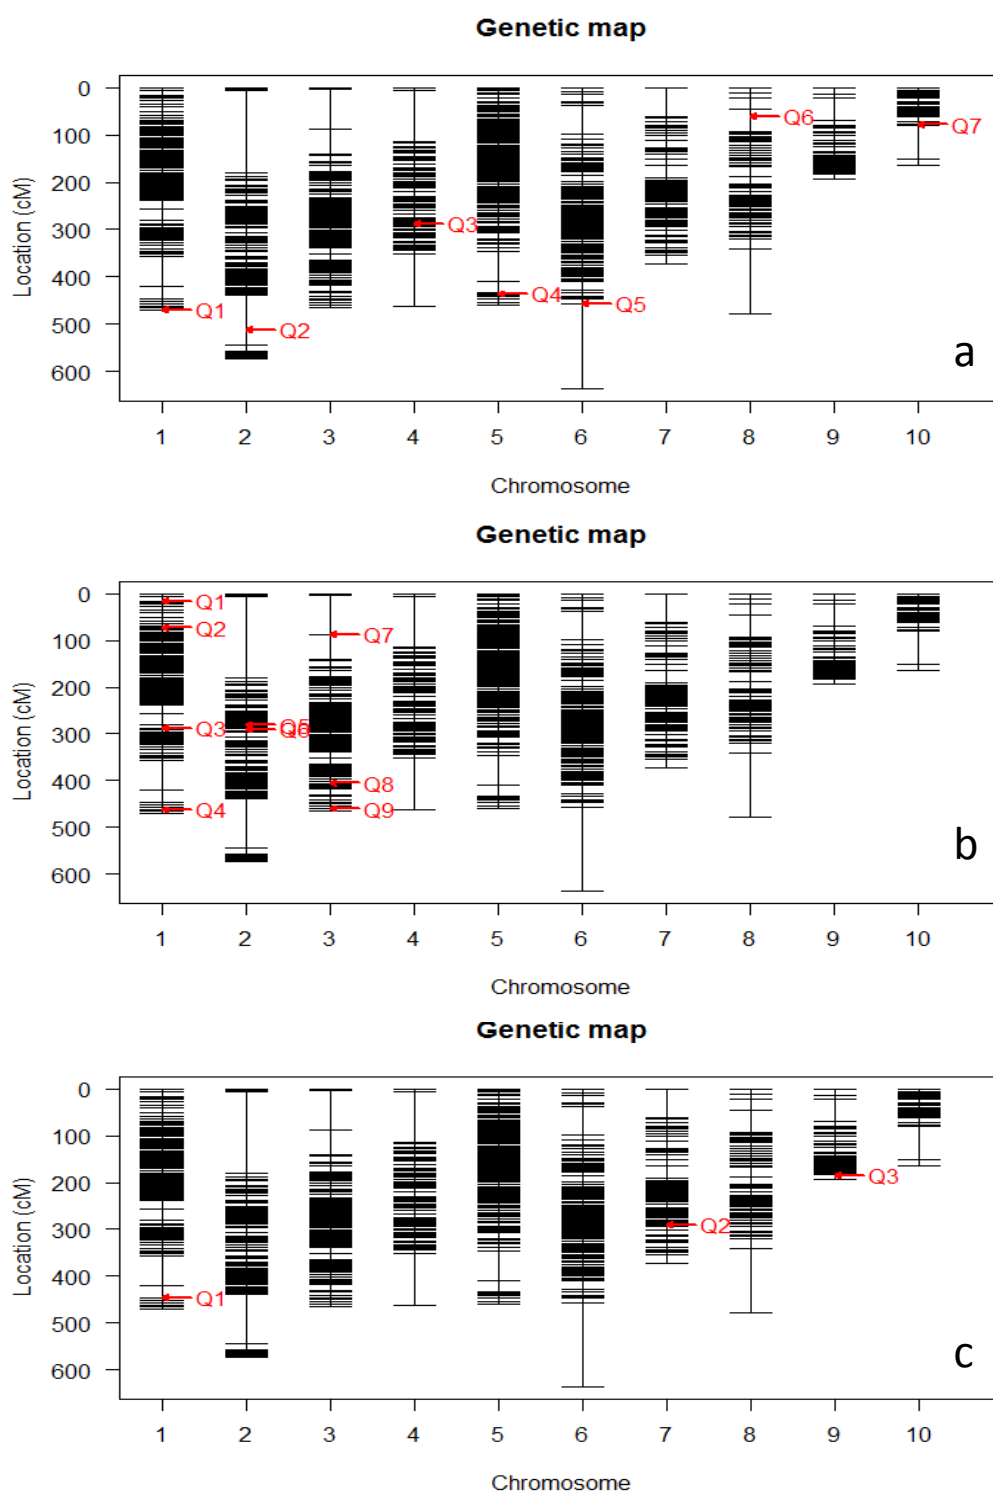 Genetic map
Location (cM)
0
100
200
300
400
500
600
Q1
Q2
Q3
Q4
Q5
Q6
Q7
a
1 2 3 4 5 6 7 8 9 10
Chromosome
Genetic map
Location (cM)
0
100
200
300
400
500
600
Q1
Q2
Q3
Q4
Q5
Q6
Q7
Q8
Q9
b
1 2 3 4 5 6 7 8 9 10
Chromosome
Genetic map
Location (cM)
0
100
200
300
400
500
600
Q1
Q2
Q3
c
1 2 3 4 5 6 7 8 9 10
Chromosome